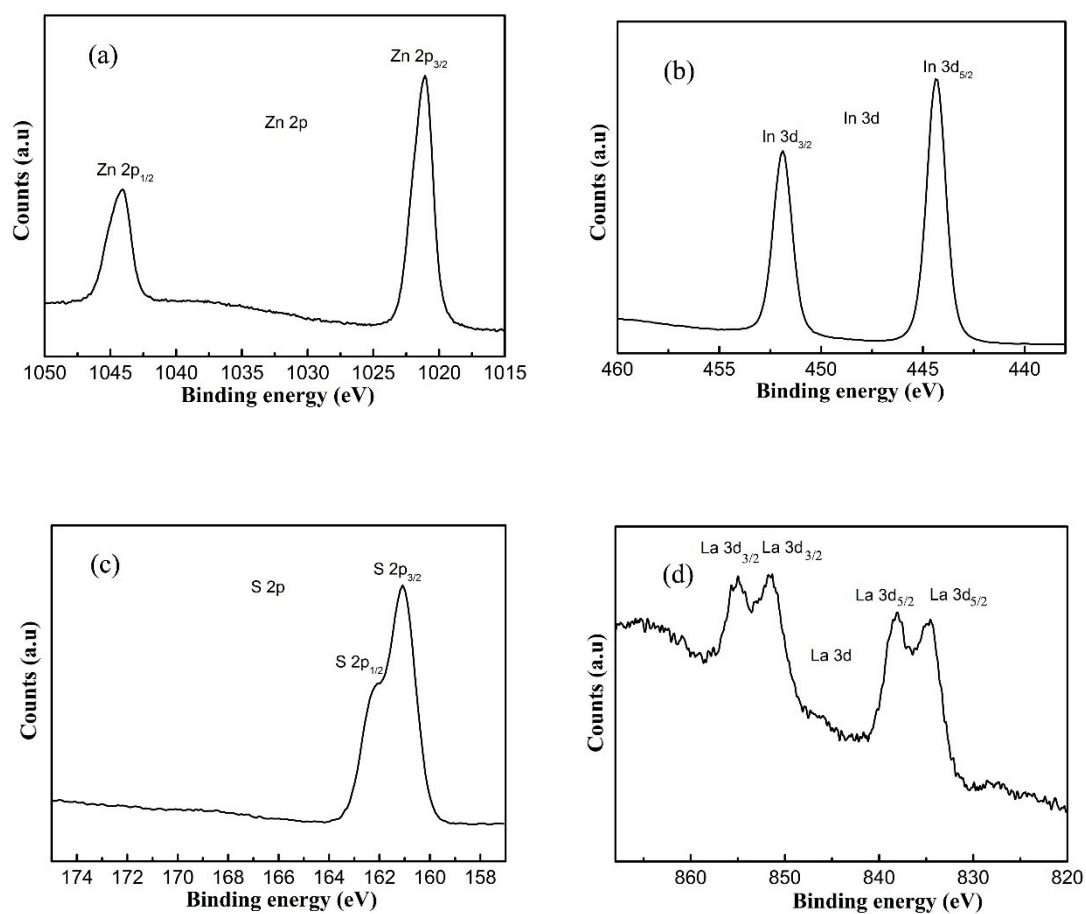 (a)
Zn 2p3/2
Zn 2p
Zn 2p1/2
Counts (a.u)
1050 1045 1040 1035 1030 1025 1020 1015
Binding energy (eV)
(b)
In 3d5/2
In 3d
In 3d3/2
Counts (a.u)
460 455 450 445 440
Binding energy (eV)
(c)
S 2p3/2
S 2p
S 2p1/2
Counts (a.u)
174 172 170 168 166 164 162 160 158
Binding energy (eV)
La 3d3/2 La 3d3/2
(d)
La 3d5/2 La 3d5/2
La 3d
Counts (a.u)
860 850 840 830 820
Binding energy (eV)